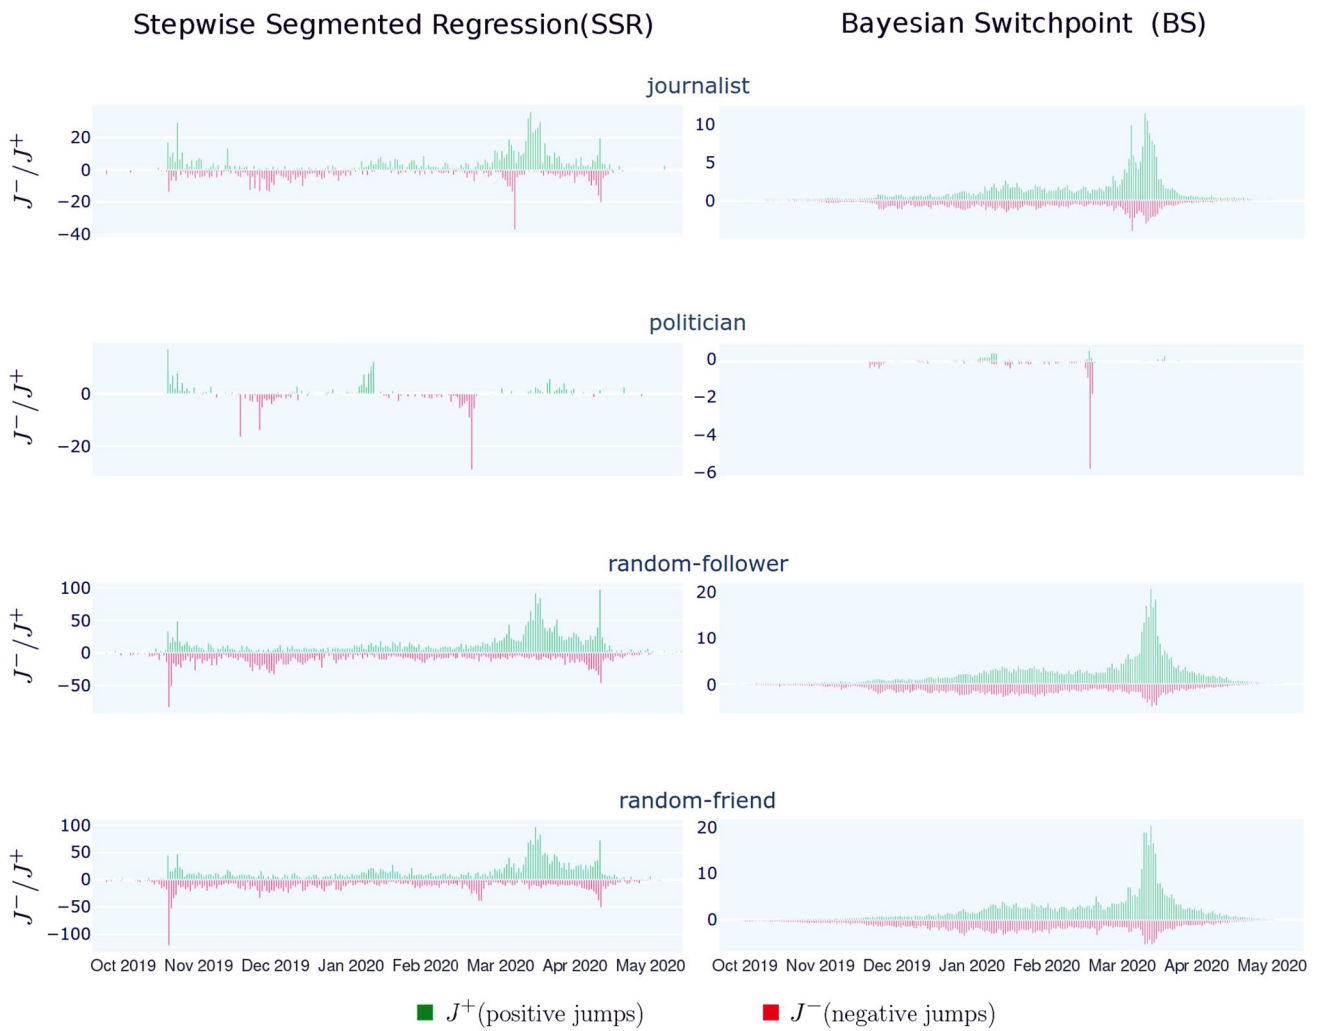 Stepwise Segmented Regression(SSR)
Bayesian Switchpoint (BS)
journalist
J⁻/J⁺
20
0
−20
−40
10
5
0
politician
J⁻/J⁺
0
−20
0
−2
−4
−6
random-follower
J⁻/J⁺
100
50
0
−50
20
10
0
random-friend
J⁻/J⁺
100
50
0
−50
−100
20
10
0
Oct 2019 Nov 2019 Dec 2019 Jan 2020 Feb 2020 Mar 2020 Apr 2020 May 2020
Oct 2019 Nov 2019 Dec 2019 Jan 2020 Feb 2020 Mar 2020 Apr 2020 May 2020
J⁺(positive jumps)
J⁻(negative jumps)